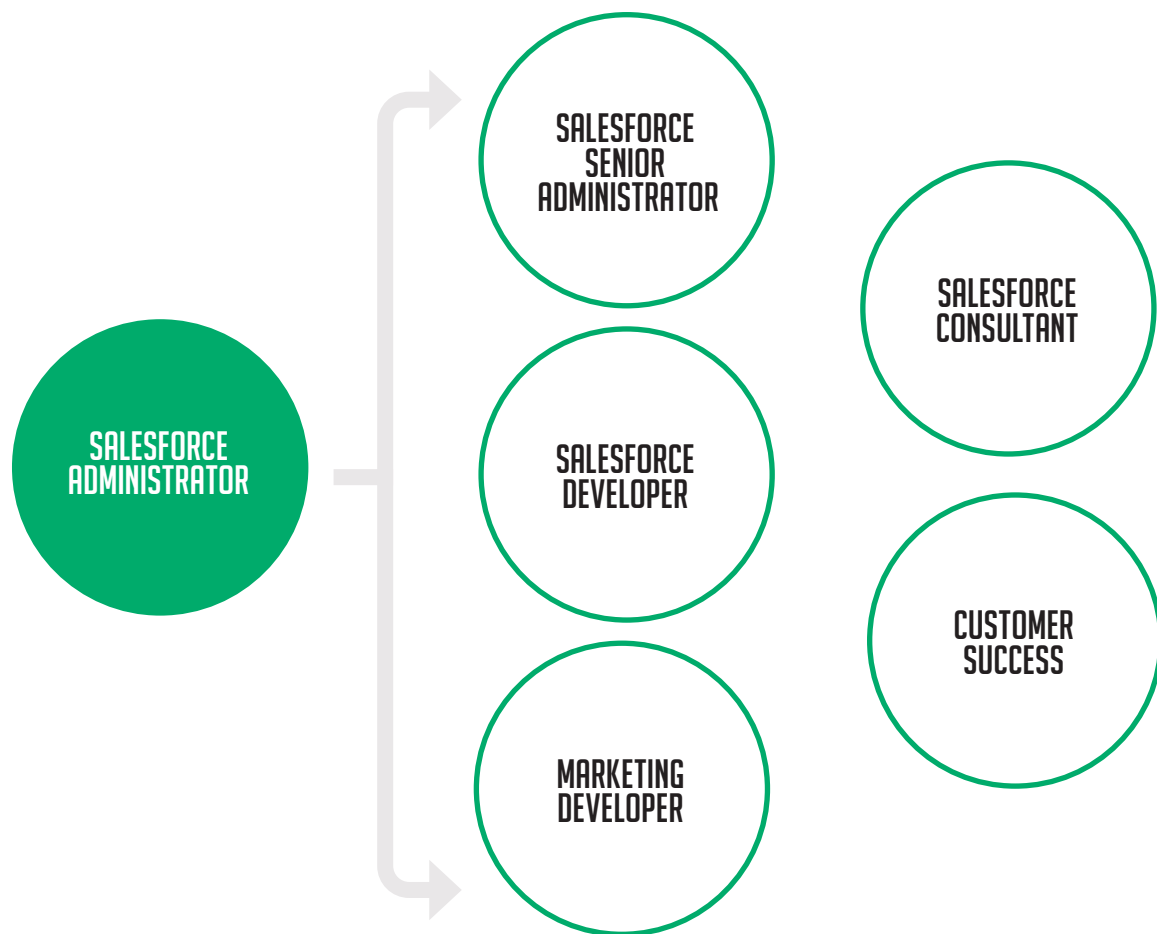 SALESFORCE
ADMINISTRATOR
SALESFORCE
SENIOR
ADMINISTRATOR
SALESFORCE
DEVELOPER
MARKETING
DEVELOPER
SALESFORCE
CONSULTANT
CUSTOMER
SUCCESS